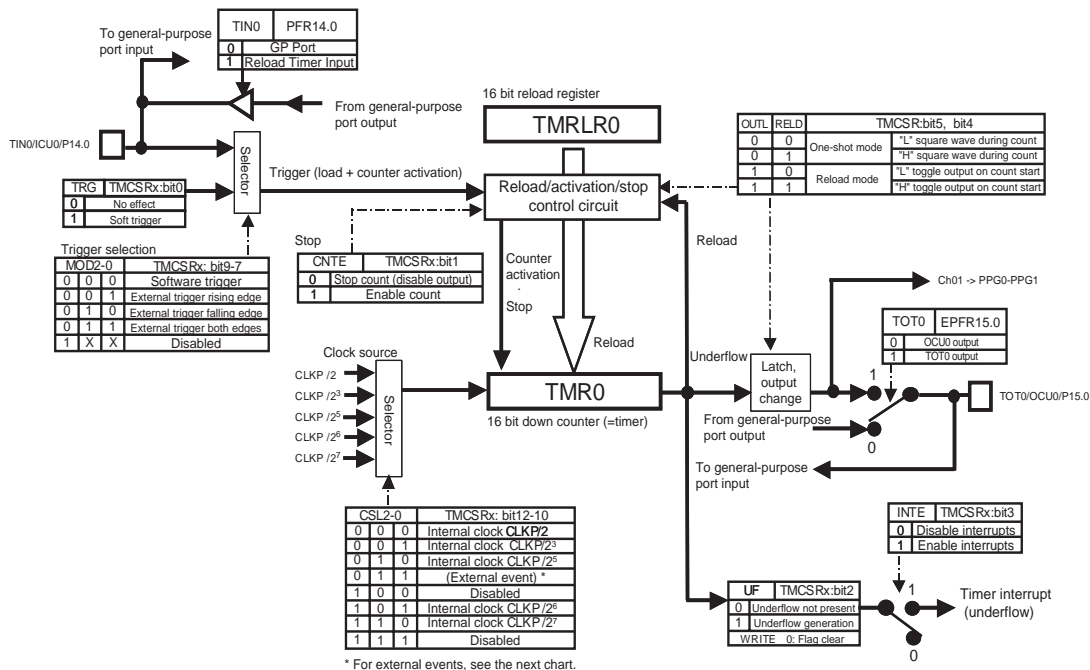 TIN0 PFR14.0
0 GP Port
1 Reload Timer Input
To general-purpose
port input
From general-purpose
port output
TIN0/ICU0/P14.0
Selector
TRG TMCSRx:bit0
0 No effect
1 Soft trigger
Trigger (load + counter activation)
Trigger selection
MOD2-0 TMCSRx: bit9-7
0 0 0 Software trigger
0 0 1 External trigger rising edge
0 1 0 External trigger falling edge
0 1 1 External trigger both edges
1 X X Disabled
16 bit reload register
TMRLR0
Reload/activation/stop
control circuit
OUTL RELD TMCSR:bit5, bit4
0 0 One-shot mode "L" square wave during count
0 1 "H" square wave during count
1 0 Reload mode "L" toggle output on count start
1 1 "H" toggle output on count start
Stop
CNTE TMCSRx:bit1
0 Stop count (disable output)
1 Enable count
Counter
activation
·
Stop
Reload
Reload
Ch01 -> PPG0-PPG1
TOT0 EPFR15.0
0 OCU0 output
1 TOT0 output
Clock source
CLKP /2
CLKP /2³
CLKP /2⁵
CLKP /2⁶
CLKP /2⁷
Selector
TMR0
16 bit down counter (=timer)
Underflow
Latch,
output
change
1
0
TOT0/OCU0/P15.0
From general-purpose
port output
To general-purpose
port input
CSL2-0 TMCSRx: bit12-10
0 0 0 Internal clock CLKP/2
0 0 1 Internal clock CLKP/2³
0 1 0 Internal clock CLKP /2⁵
0 1 1 (External event) *
1 0 0 Disabled
1 0 1 Internal clock CLKP /2⁶
1 1 0 Internal clock CLKP /2⁷
1 1 1 Disabled
* For external events, see the next chart.
INTE TMCSRx:bit3
0 Disable interrupts
1 Enable interrupts
UF TMCSRx:bit2
0 Underflow not present
1 Underflow generation
WRITE 0: Flag clear
1
0
Timer interrupt
(underflow)